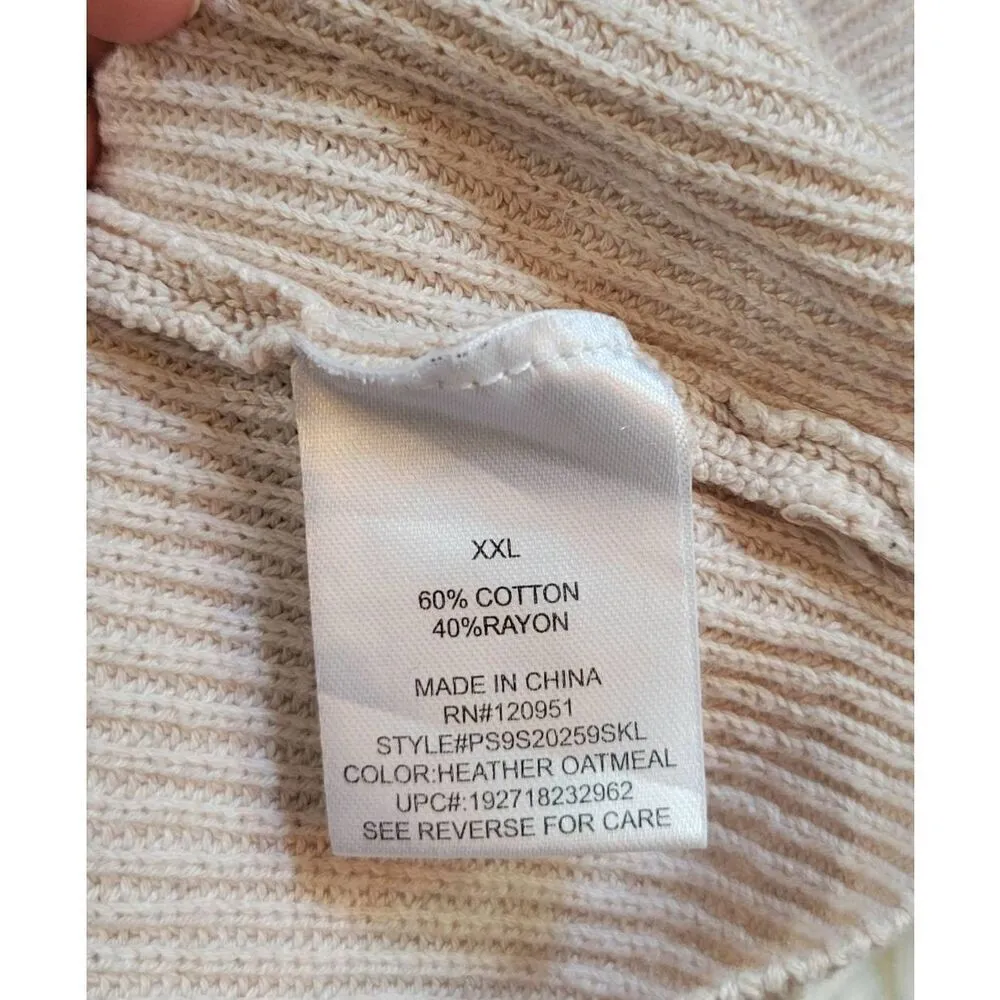 XXL
60% COTTON
40%RAYON
MADE IN CHINA
RN#120951
STYLE#PS9S20259SKL
COLOR:HEATHER OATMEAL
UPC#:192718232962
SEE REVERSE FOR CARE